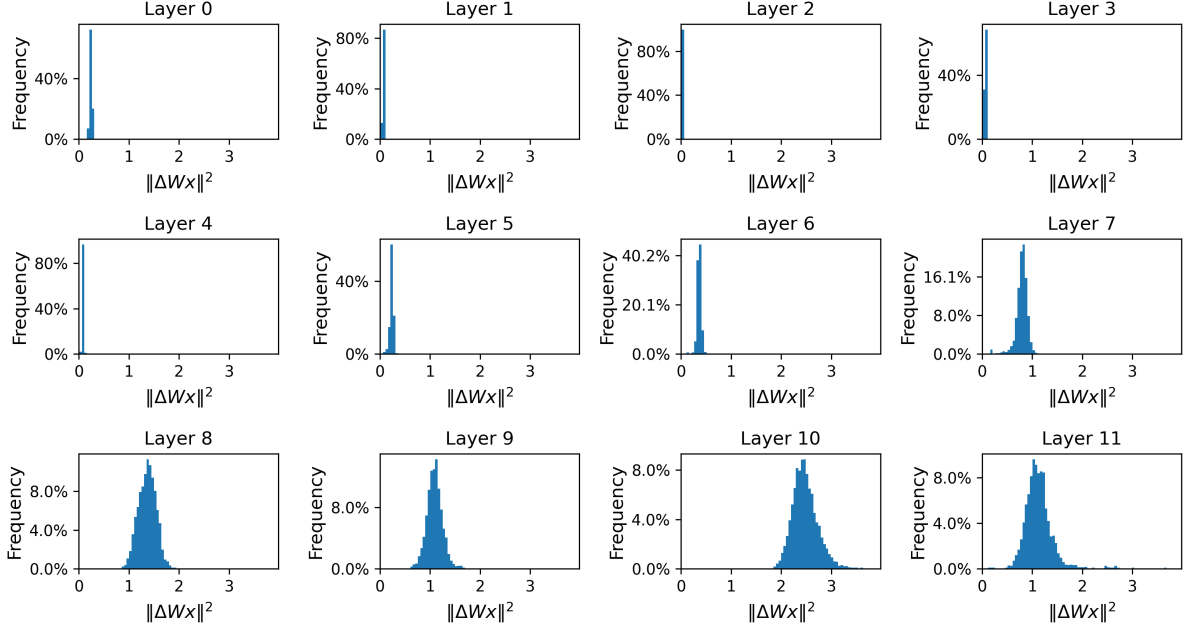 Layer 0
Frequency
40%
0%
0 1 2 3
‖ΔWx‖²
Layer 1
Frequency
80%
40%
0%
0 1 2 3
‖ΔWx‖²
Layer 2
Frequency
80%
40%
0%
0 1 2 3
‖ΔWx‖²
Layer 3
Frequency
40%
0%
0 1 2 3
‖ΔWx‖²
Layer 4
Frequency
80%
40%
0%
0 1 2 3
‖ΔWx‖²
Layer 5
Frequency
40%
0%
0 1 2 3
‖ΔWx‖²
Layer 6
Frequency
40.2%
20.1%
0.0%
0 1 2 3
‖ΔWx‖²
Layer 7
Frequency
16.1%
8.0%
0.0%
0 1 2 3
‖ΔWx‖²
Layer 8
Frequency
8.0%
4.0%
0.0%
0 1 2 3
‖ΔWx‖²
Layer 9
Frequency
8.0%
0.0%
0 1 2 3
‖ΔWx‖²
Layer 10
Frequency
8.0%
4.0%
0.0%
0 1 2 3
‖ΔWx‖²
Layer 11
Frequency
8.0%
4.0%
0.0%
0 1 2 3
‖ΔWx‖²